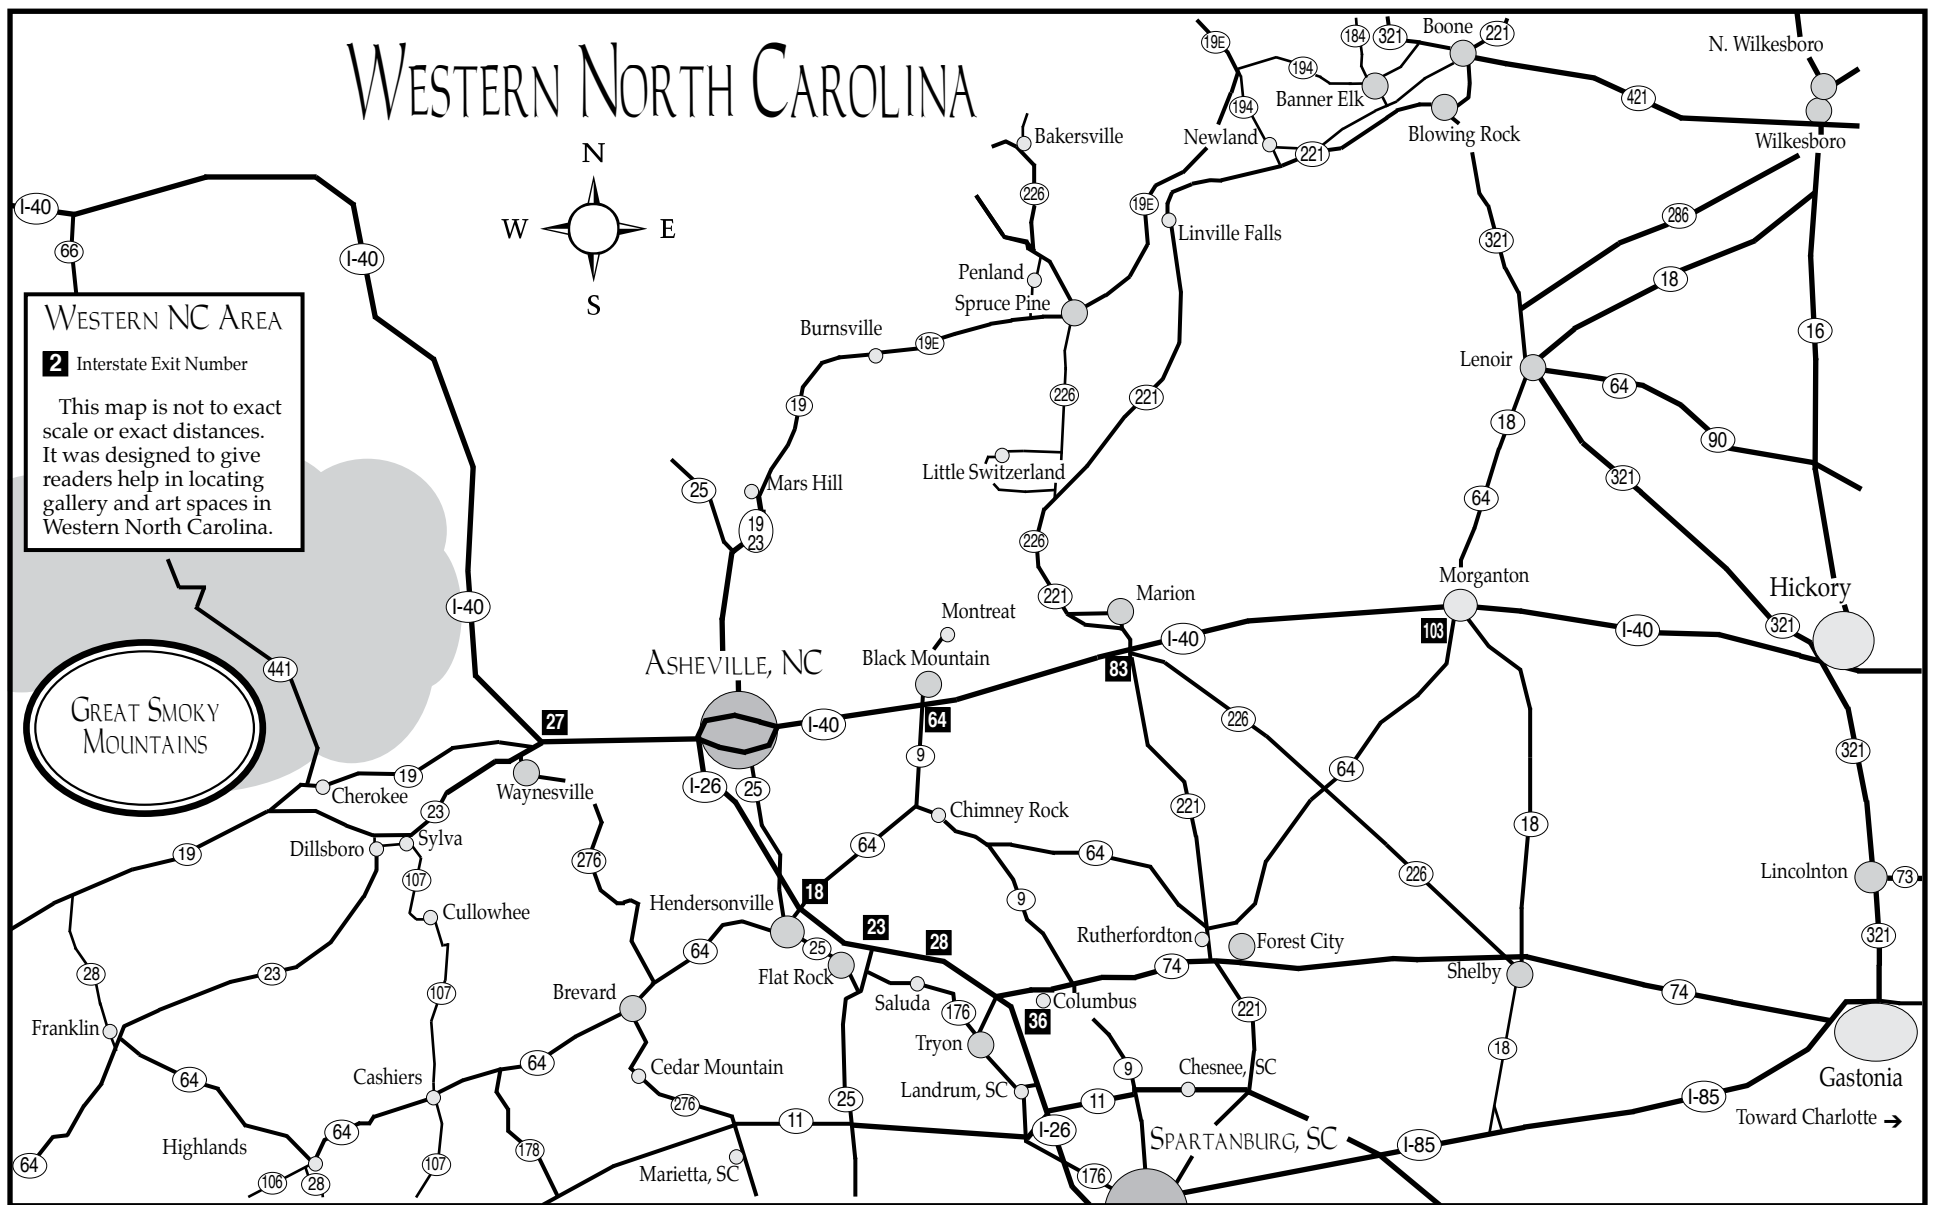 WESTERN NORTH CAROLINA
N
W
E
S
19E
184
321
Boone
221
N. Wilkesboro
194
Banner Elk
194
421
Newland
221
Blowing Rock
Wilkesboro
Bakersville
226
19E
Linville Falls
321
286
18
16
I-40
66
I-40
WESTERN NC AREA
2 Interstate Exit Number
This map is not to exact
scale or exact distances.
It was designed to give
readers help in locating
gallery and art spaces in
Western North Carolina.
Penland
Spruce Pine
Burnsville
19E
19
226
221
Lenoir
64
18
90
321
64
Little Switzerland
25
Mars Hill
19
23
226
221
Marion
Morganton
Hickory
I-40
Montreat
Black Mountain
ASHEVILLE, NC
I-40
103
83
I-40
321
441
GREAT SMOKY
MOUNTAINS
27
I-40
64
9
226
64
321
19
Cherokee
Waynesville
I-26
25
23
Chimney Rock
221
18
Dillsboro
Sylva
19
276
64
64
226
Lincolnton
73
107
18
Hendersonville
23
28
9
Cullowhee
64
25
Flat Rock
Rutherfordton
Forest City
321
28
23
107
Brevard
Saluda
176
74
Columbus
36
Shelby
74
Franklin
Tryon
221
64
Cashiers
64
Cedar Mountain
Landrum, SC
9
Chesnee, SC
18
Gastonia
276
25
11
I-85
Toward Charlotte ➔
64
Highlands
64
11
I-26
SPARTANBURG, SC
I-85
106
28
107
178
Marietta, SC
176